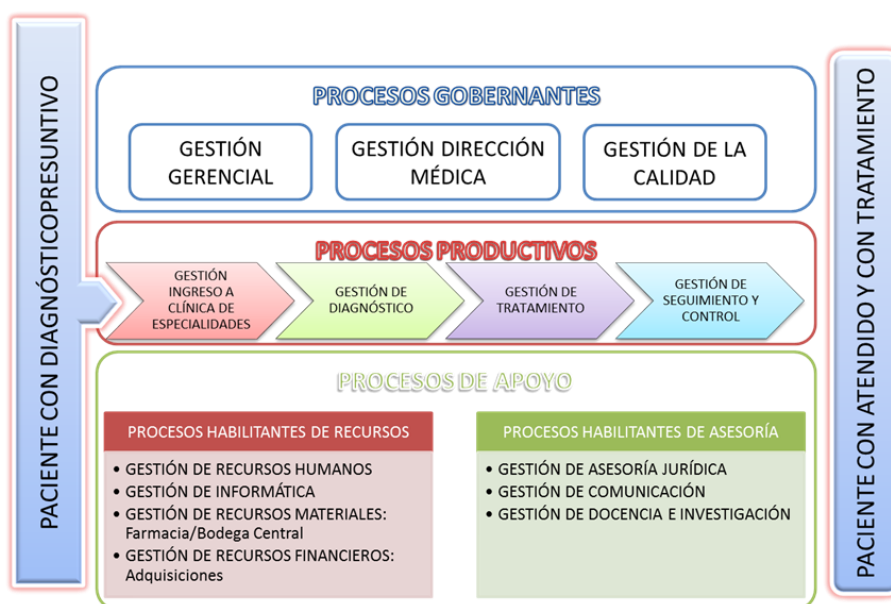 PACIENTE CON DIAGNÓSTICOPRESUNTIVO
PROCESOS GOBERNANTES
GESTIÓN
GERENCIAL
GESTIÓN DIRECCIÓN
MÉDICA
GESTIÓN DE LA
CALIDAD
PROCESOS PRODUCTIVOS
GESTIÓN
INGRESO A
CLÍNICA DE
ESPECIALIDADES
GESTIÓN DE
DIAGNÓSTICO
GESTIÓN DE
TRATAMIENTO
GESTIÓN DE
SEGUIMIENTO Y
CONTROL
PROCESOS DE APOYO
PROCESOS HABILITANTES DE RECURSOS
• GESTIÓN DE RECURSOS HUMANOS
• GESTIÓN DE INFORMÁTICA
• GESTIÓN DE RECURSOS MATERIALES:
Farmacia/Bodega Central
• GESTIÓN DE RECURSOS FINANCIEROS:
Adquisiciones
PROCESOS HABILITANTES DE ASESORÍA
• GESTIÓN DE ASESORÍA JURÍDICA
• GESTIÓN DE COMUNICACIÓN
• GESTIÓN DE DOCENCIA E INVESTIGACIÓN
PACIENTE CON ATENDIDO Y CON TRATAMIENTO